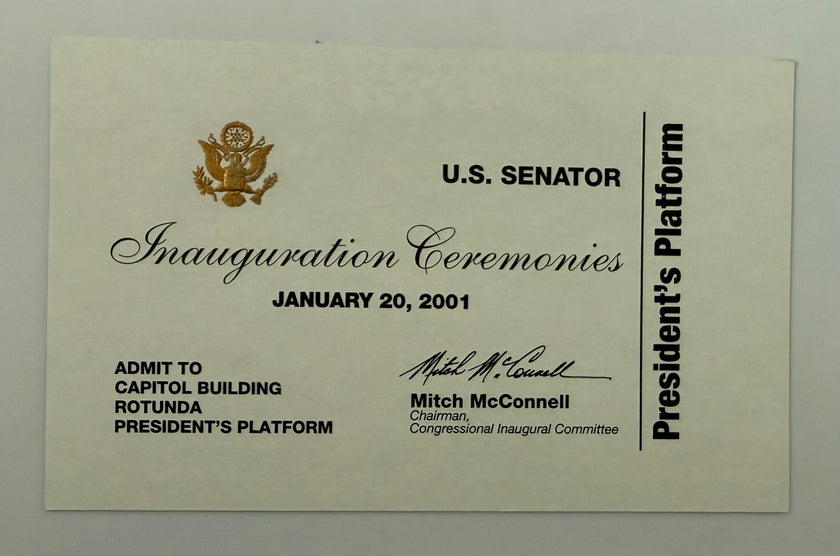 U.S. SENATOR
Inauguration Ceremonies
JANUARY 20, 2001
ADMIT TO
CAPITOL BUILDING
ROTUNDA
PRESIDENT'S PLATFORM
Mitch McConnell
Mitch McConnell
Chairman,
Congressional Inaugural Committee
President's Platform